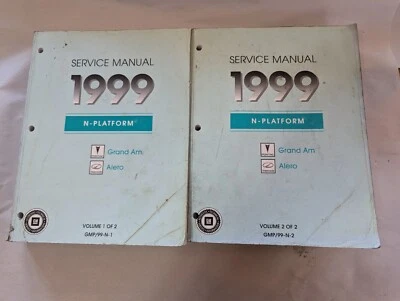 SERVICE MANUAL
1999
N-PLATFORM
Grand Am
Alero
VOLUME 1 OF 2
GMP/99-N-1
SERVICE MANUAL
1999
N-PLATFORM
Grand Am
Alero
VOLUME 2 OF 2
GMP/99-N-2